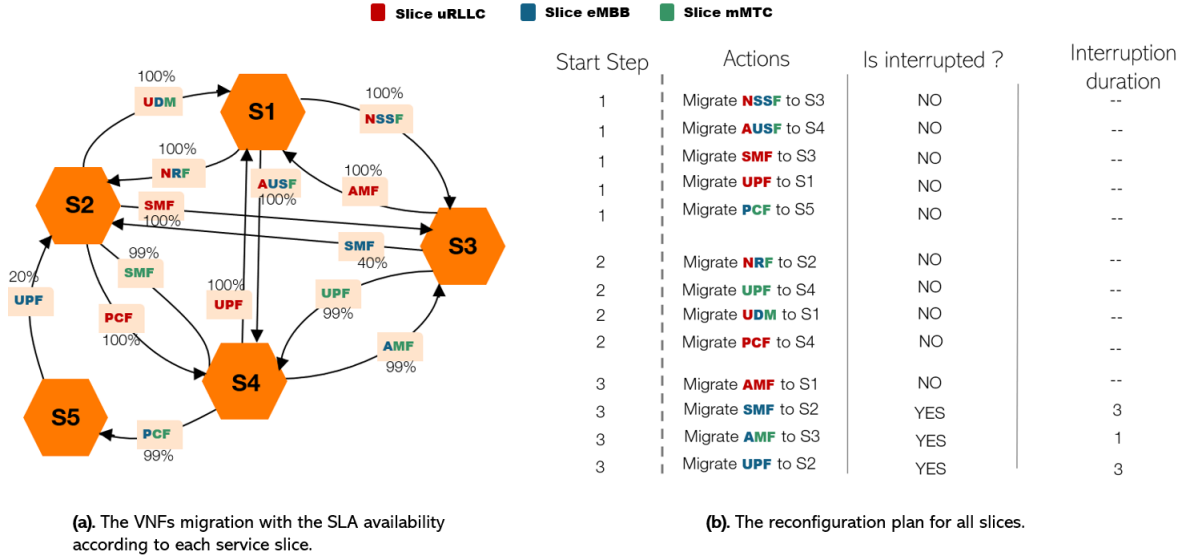 Slice uRLLC Slice eMBB Slice mMTC
100%
UDM
S1
100%
NSSF
100%
NRF
AUSF
100%
100%
AMF
S2
SMF
100%
S3
SMF
40%
99%
SMF
20%
UPF
PCF
100%
100%
UPF
UPF
99%
AMF
99%
S4
S5
PCF
99%
(a). The VNFs migration with the SLA availability
according to each service slice.
Start Step Actions Is interrupted ? Interruption
duration
1 Migrate NSSF to S3 NO --
1 Migrate AUSF to S4 NO --
1 Migrate SMF to S3 NO --
1 Migrate UPF to S1 NO --
1 Migrate PCF to S5 NO --
2 Migrate NRF to S2 NO --
2 Migrate UPF to S4 NO --
2 Migrate UDM to S1 NO --
2 Migrate PCF to S4 NO --
3 Migrate AMF to S1 NO --
3 Migrate SMF to S2 YES 3
3 Migrate AMF to S3 YES 1
3 Migrate UPF to S2 YES 3
(b). The reconfiguration plan for all slices.